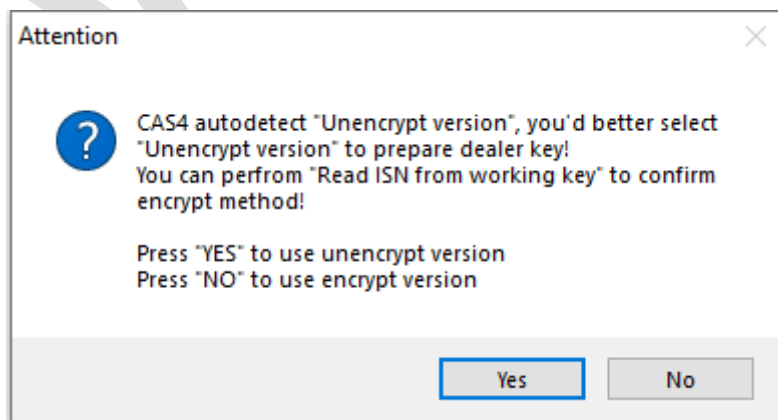 Attention
CAS4 autodetect "Unencrypt version", you'd better select
"Unencrypt version" to prepare dealer key!
You can perfrom "Read ISN from working key" to confirm
encrypt method!
Press "YES" to use unencrypt version
Press "NO" to use encrypt version
Yes
No